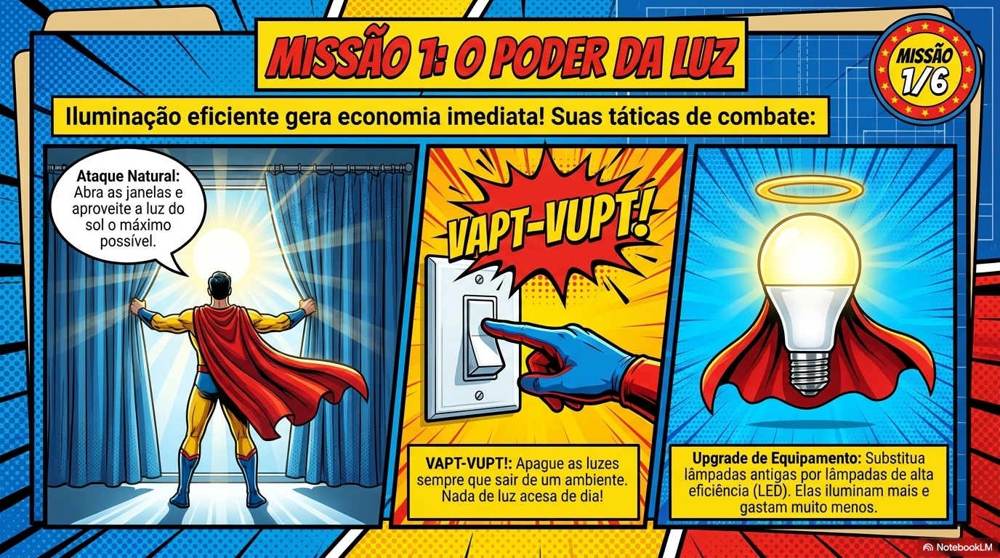 MISSÃO 1: O PODER DA LUZ
MISSÃO
1/6
Iluminação eficiente gera economia imediata! Suas táticas de combate:
Ataque Natural:
Abra as janelas e
aproveite a luz do
sol o máximo
possível.
VAPT-VUPT!
VAPT-VUPT!: Apague as luzes
sempre que sair de um ambiente.
Nada de luz acesa de dia!
Upgrade de Equipamento: Substitua
lâmpadas antigas por lâmpadas de alta
eficiência (LED). Elas iluminam mais e
gastam muito menos.
NotebookLM